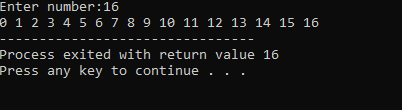 Enter number:16
0 1 2 3 4 5 6 7 8 9 10 11 12 13 14 15 16
--------------------------------
Process exited with return value 16
Press any key to continue . . .